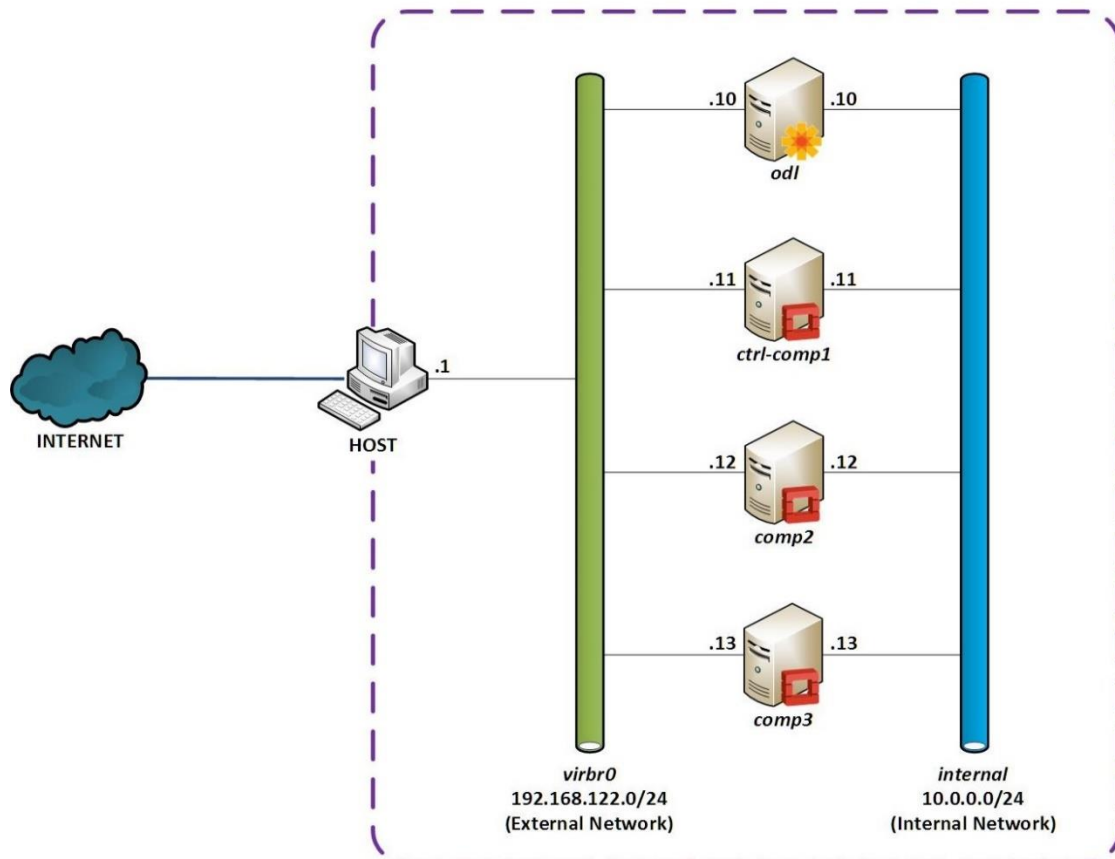 .10
.10
odl
.11
.11
ctrl-comp1
.1
INTERNET
HOST
.12
.12
comp2
.13
.13
comp3
virbr0
192.168.122.0/24
(External Network)
internal
10.0.0.0/24
(Internal Network)